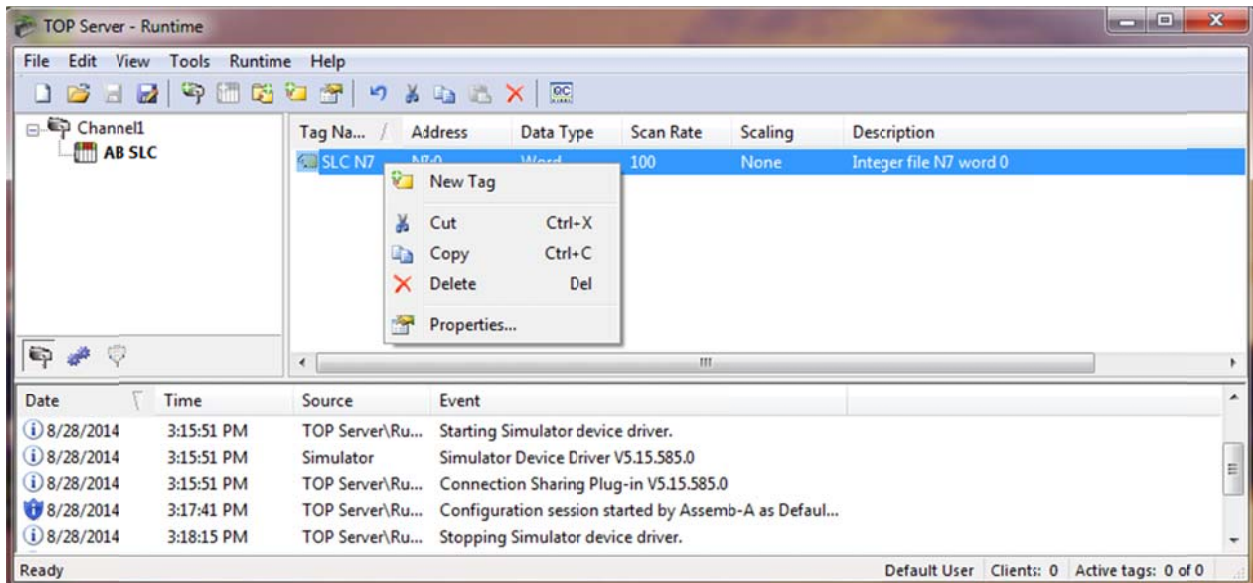 TOP Server - Runtime
File Edit View Tools Runtime Help
QC
Channel1
AB SLC
Tag Na... Address Data Type Scan Rate Scaling Description
SLC N7 N7:0 Word 100 None Integer file N7 word 0
New Tag
Cut Ctrl+X
Copy Ctrl+C
Delete Del
Properties...
Date Time Source Event
8/28/2014 3:15:51 PM TOP Server\Ru... Starting Simulator device driver.
8/28/2014 3:15:51 PM Simulator Simulator Device Driver V5.15.585.0
8/28/2014 3:15:51 PM TOP Server\Ru... Connection Sharing Plug-in V5.15.585.0
8/28/2014 3:17:41 PM TOP Server\Ru... Configuration session started by Assemb-A as Defaul...
8/28/2014 3:18:15 PM TOP Server\Ru... Stopping Simulator device driver.
Ready Default User Clients: 0 Active tags: 0 of 0